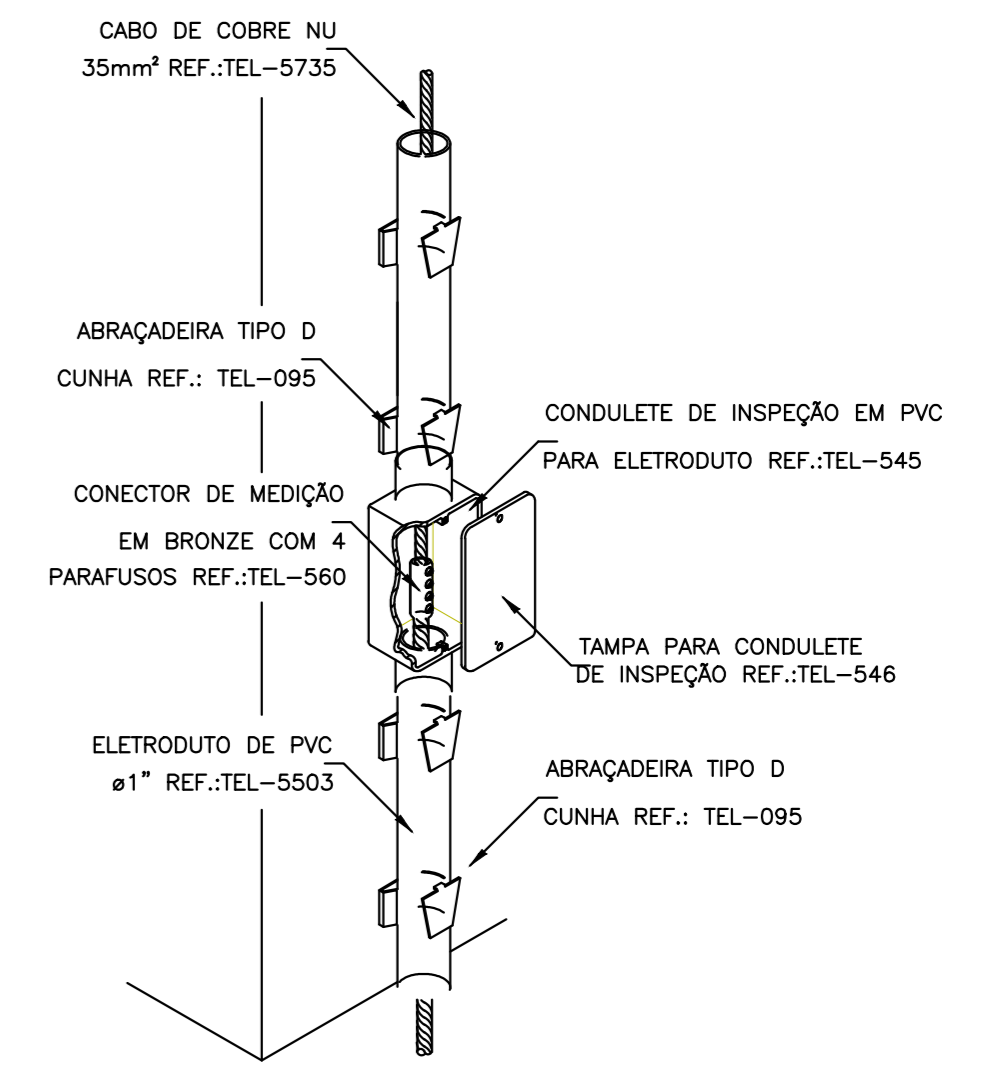 CABO DE COBRE NU
35mm² REF.:TEL-5735
ABRAÇADEIRA TIPO D
CUNHA REF.: TEL-095
CONDULETE DE INSPEÇÃO EM PVC
PARA ELETRODUTO REF.:TEL-545
CONECTOR DE MEDIÇÃO
EM BRONZE COM 4
PARAFUSOS REF.:TEL-560
TAMPA PARA CONDULETE
DE INSPEÇÃO REF.:TEL-546
ELETRODUTO DE PVC
ø1" REF.:TEL-5503
ABRAÇADEIRA TIPO D
CUNHA REF.: TEL-095